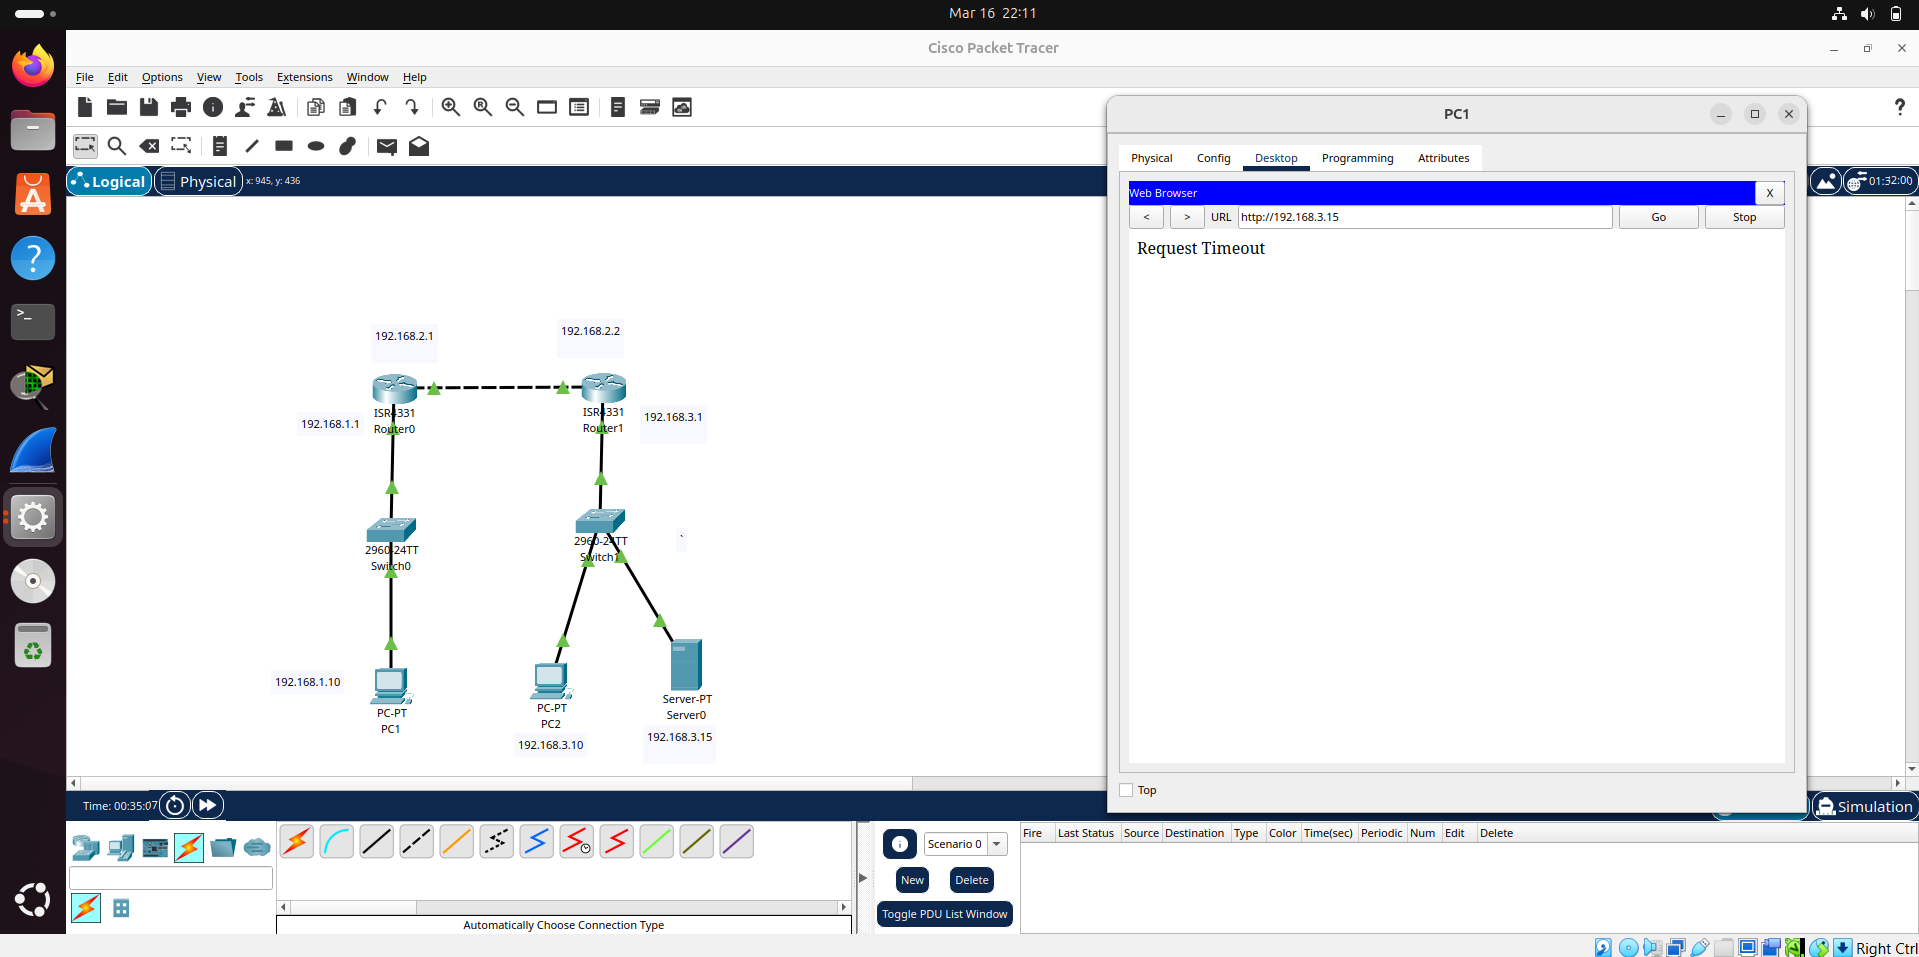 Mar 16 22:11
Cisco Packet Tracer
File Edit Options View Tools Extensions Window Help
?
Logical Physical x: 945, y: 436
01:32:00
PC1
Physical Config Desktop Programming Attributes
Web Browser X
< > URL http://192.168.3.15 Go Stop
Request Timeout
Top
192.168.2.1
192.168.2.2
ISR4331
Router0
192.168.1.1
ISR4331
Router1
192.168.3.1
2960-24TT
Switch0
2960-24TT
Switch1
`
192.168.1.10
PC-PT
PC1
PC-PT
PC2
192.168.3.10
Server-PT
Server0
192.168.3.15
Time: 00:35:07
Simulation
Scenario 0
New Delete
Toggle PDU List Window
Fire Last Status Source Destination Type Color Time(sec) Periodic Num Edit Delete
Automatically Choose Connection Type
Right Ctrl